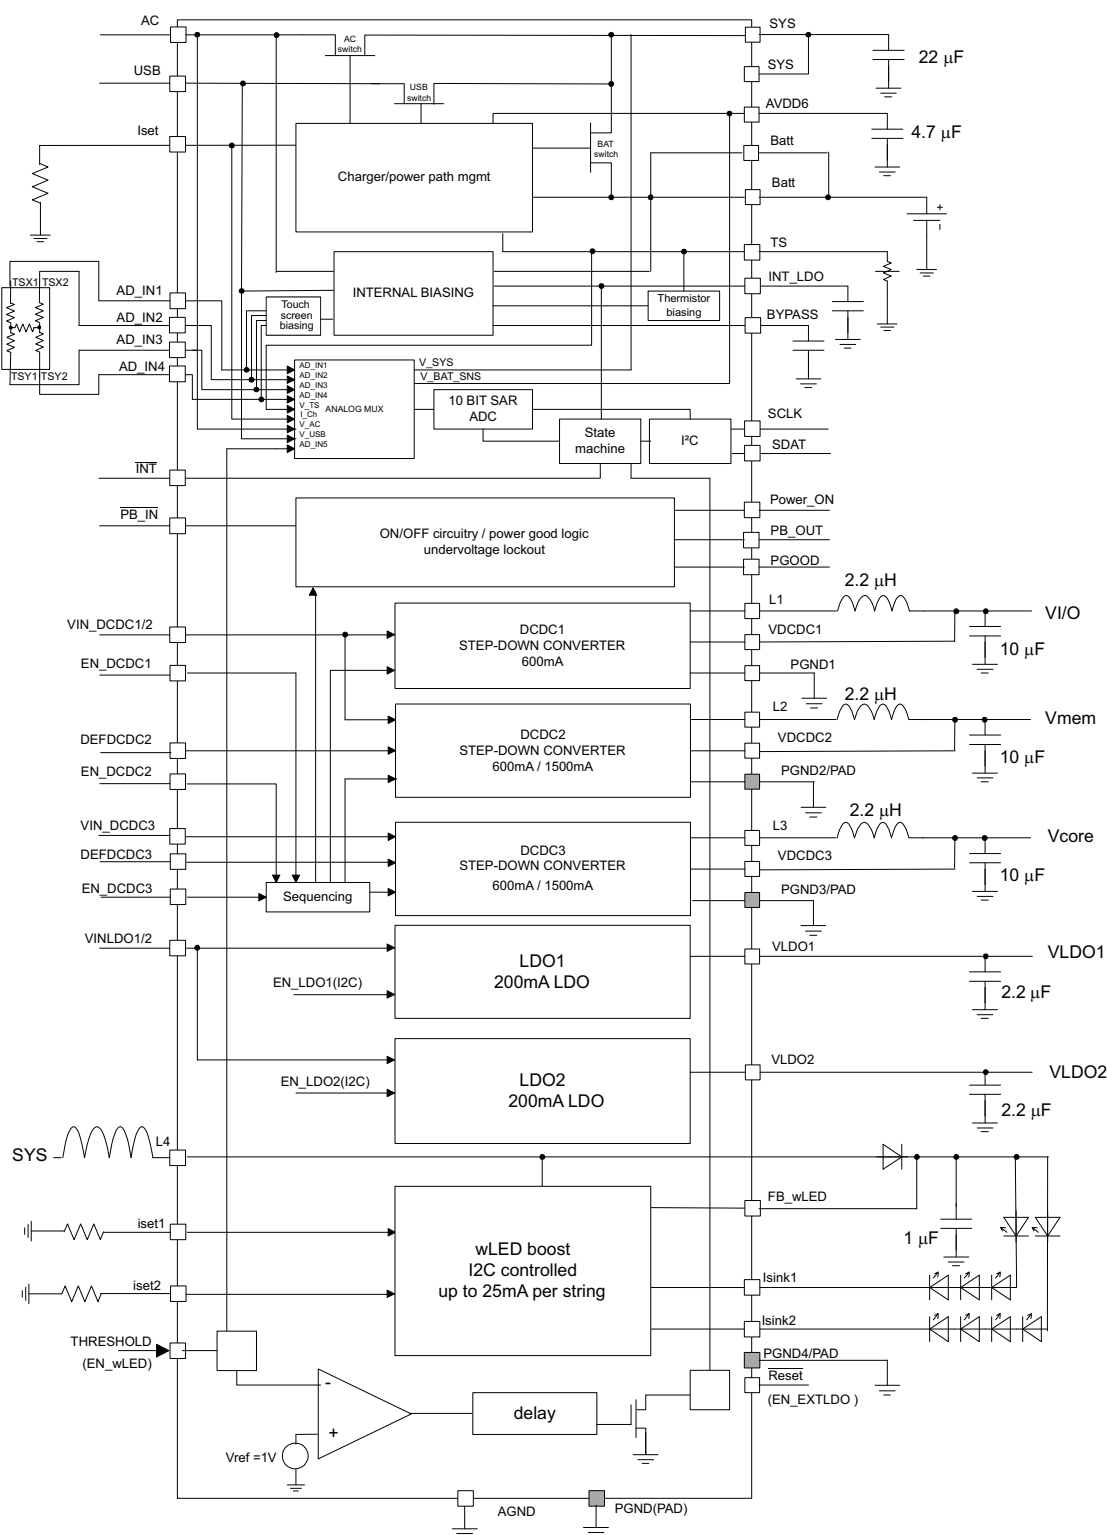 AC
SYS
AC
switch
22 μF
SYS
USB
USB
switch
AVDD6
4.7 μF
Iset
Batt
BAT
switch
Charger/power path mgmt
Batt
+
-
TS
TSX1
TSX2
INT_LDO
AD_IN1
INTERNAL BIASING
Touch
screen
biasing
Thermistor
biasing
AD_IN2
BYPASS
AD_IN3
TSY1
TSY2
AD_IN4
V_SYS
V_BAT_SNS
AD_IN1
AD_IN2
AD_IN3
AD_IN4
V_TS
I_Ch
V_AC
V_USB
AD_IN5
ANALOG MUX
10 BIT SAR
ADC
State
machine
I²C
SCLK
SDAT
INT
Power_ON
PB_IN
ON/OFF circuitry / power good logic
undervoltage lockout
PB_OUT
PGOOD
2.2 μH
L1
VI/O
VIN_DCDC1/2
DCDC1
STEP-DOWN CONVERTER
600mA
VDCDC1
10 μF
EN_DCDC1
PGND1
2.2 μH
L2
Vmem
DEFDCDC2
DCDC2
STEP-DOWN CONVERTER
600mA / 1500mA
VDCDC2
10 μF
EN_DCDC2
PGND2/PAD
2.2 μH
VIN_DCDC3
L3
Vcore
DEFDCDC3
DCDC3
STEP-DOWN CONVERTER
600mA / 1500mA
VDCDC3
10 μF
EN_DCDC3
Sequencing
PGND3/PAD
VINLDO1/2
VLDO1
VLDO1
LDO1
200mA LDO
EN_LDO1(I2C)
2.2 μF
VLDO2
VLDO2
LDO2
200mA LDO
EN_LDO2(I2C)
2.2 μF
SYS
L4
FB_wLED
iset1
1 μF
wLED boost
I2C controlled
up to 25mA per string
iset2
Isink1
Isink2
THRESHOLD
(EN_wLED)
PGND4/PAD
Reset
(EN_EXTLDO )
-
+
delay
Vref =1V
AGND
PGND(PAD)